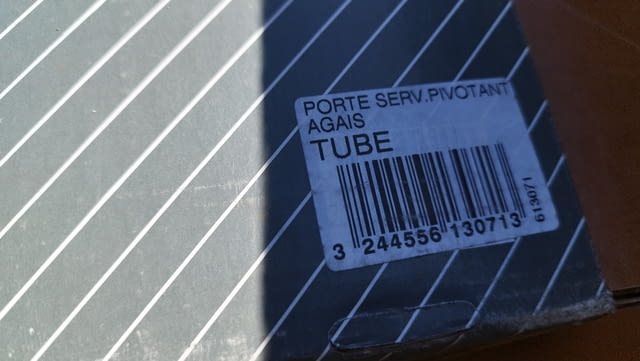 PORTE SERV.PIVOTANT
AGAIS
TUBE
3 244556 130713
613071